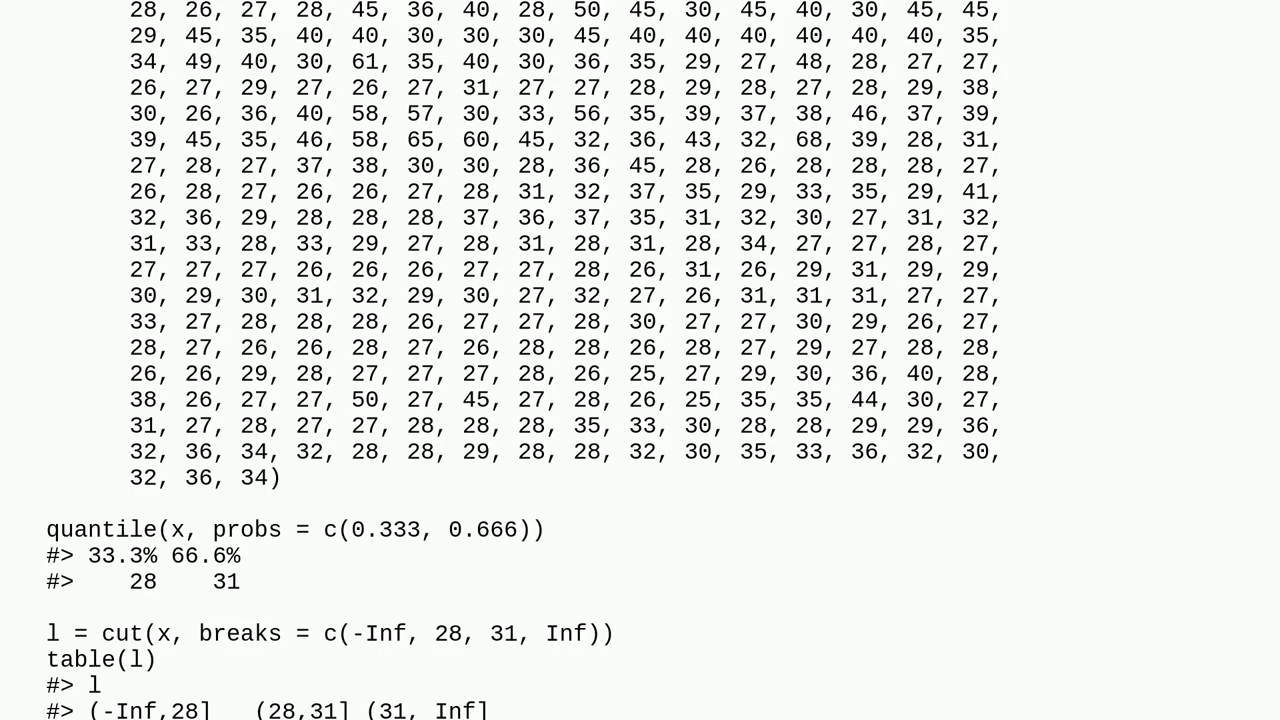 28, 26, 27, 28, 45, 36, 40, 28, 50, 45, 30, 45, 40, 30, 45, 45,
29, 45, 35, 40, 40, 30, 30, 30, 45, 40, 40, 40, 40, 40, 40, 35,
34, 49, 40, 30, 61, 35, 40, 30, 36, 35, 29, 27, 48, 28, 27, 27,
26, 27, 29, 27, 26, 27, 31, 27, 27, 28, 29, 28, 27, 28, 29, 38,
30, 26, 36, 40, 58, 57, 30, 33, 56, 35, 39, 37, 38, 46, 37, 39,
39, 45, 35, 46, 58, 65, 60, 45, 32, 36, 43, 32, 68, 39, 28, 31,
27, 28, 27, 37, 38, 30, 30, 28, 36, 45, 28, 26, 28, 28, 28, 27,
26, 28, 27, 26, 26, 27, 28, 31, 32, 37, 35, 29, 33, 35, 29, 41,
32, 36, 29, 28, 28, 28, 37, 36, 37, 35, 31, 32, 30, 27, 31, 32,
31, 33, 28, 33, 29, 27, 28, 31, 28, 31, 28, 34, 27, 27, 28, 27,
27, 27, 27, 26, 26, 26, 27, 27, 28, 26, 31, 26, 29, 31, 29, 29,
30, 29, 30, 31, 32, 29, 30, 27, 32, 27, 26, 31, 31, 31, 27, 27,
33, 27, 28, 28, 28, 26, 27, 27, 28, 30, 27, 27, 30, 29, 26, 27,
28, 27, 26, 26, 28, 27, 26, 28, 28, 26, 28, 27, 29, 27, 28, 28,
26, 26, 29, 28, 27, 27, 27, 28, 26, 25, 27, 29, 30, 36, 40, 28,
38, 26, 27, 27, 50, 27, 45, 27, 28, 26, 25, 35, 35, 44, 30, 27,
31, 27, 28, 27, 27, 28, 28, 28, 35, 33, 30, 28, 28, 29, 29, 36,
32, 36, 34, 32, 28, 28, 29, 28, 28, 32, 30, 35, 33, 36, 32, 30,
32, 36, 34)
quantile(x, probs = c(0.333, 0.666))
#> 33.3% 66.6%
#>    28    31
l = cut(x, breaks = c(-Inf, 28, 31, Inf))
table(l)
#> l
#> (-Inf,28]   (28,31] (31, Inf]